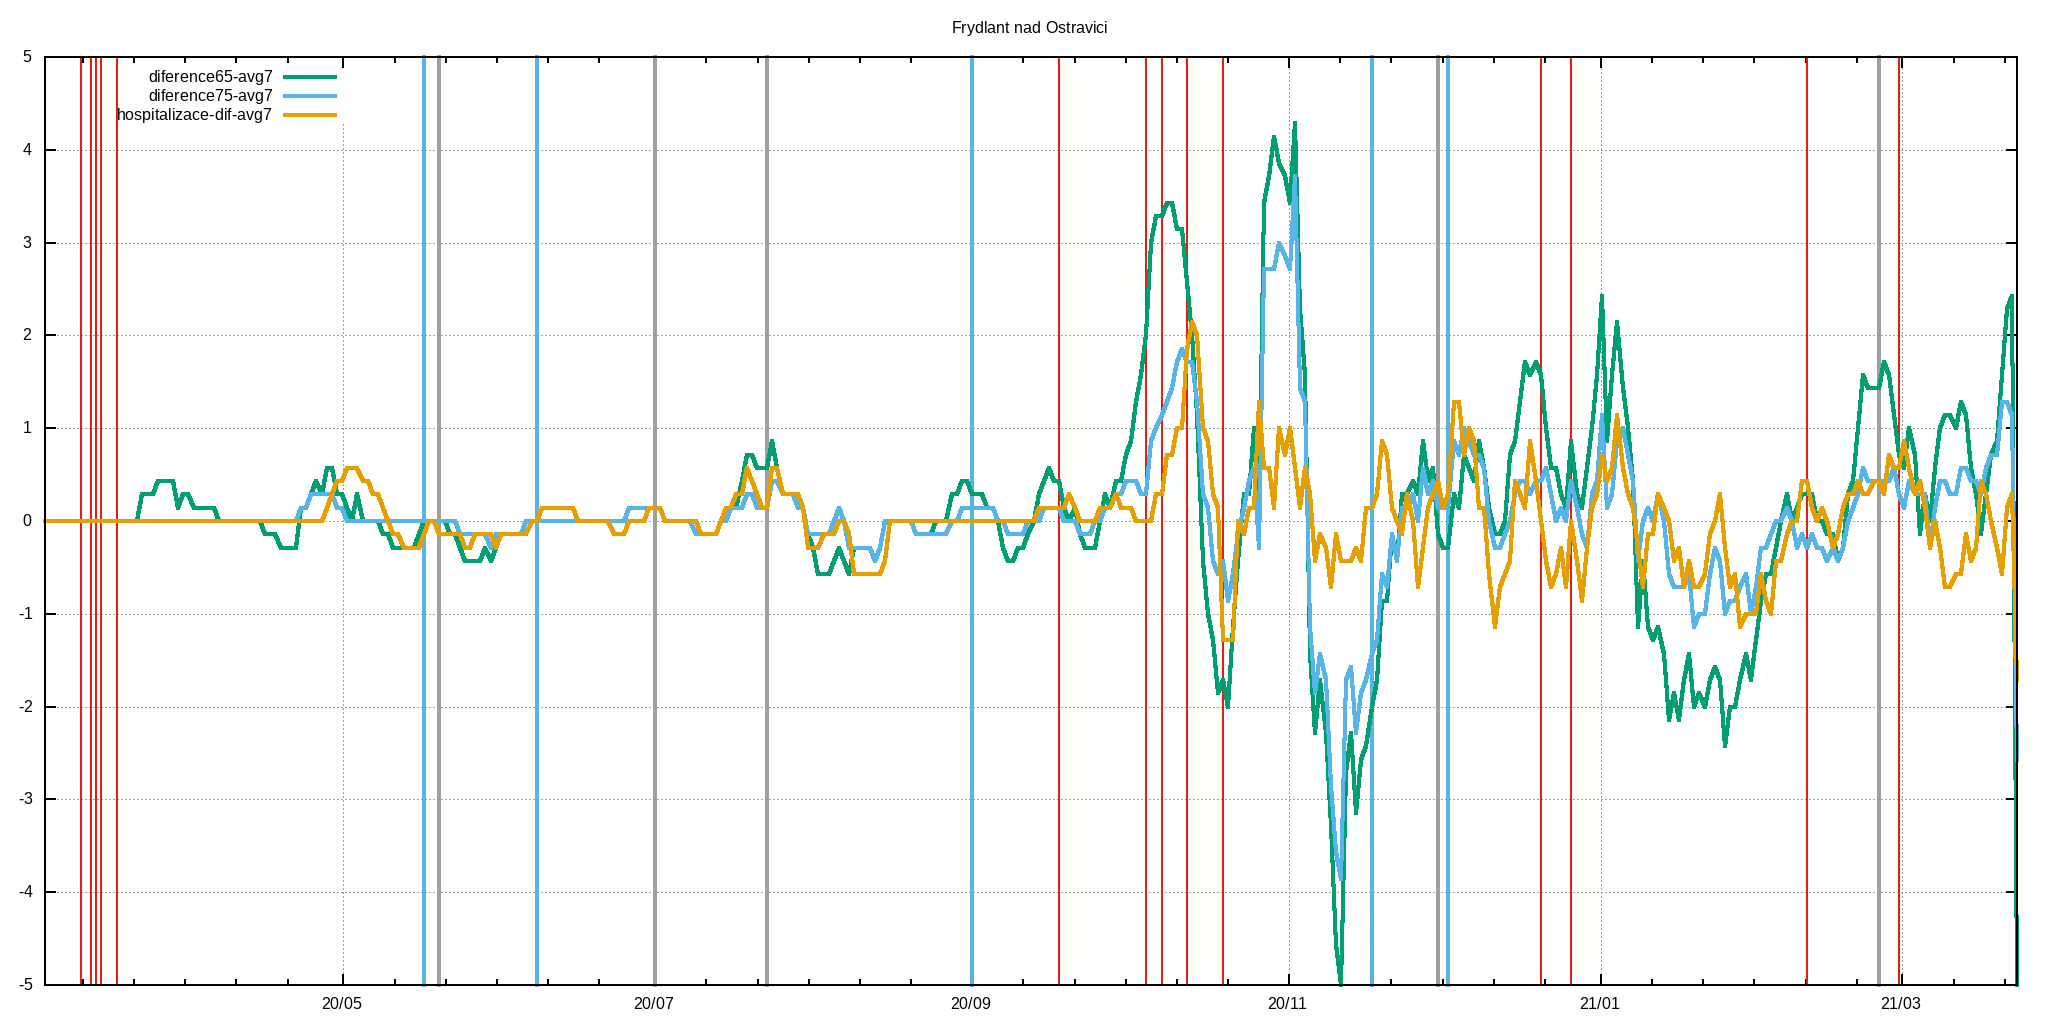 Frydlant nad Ostravici
5
diference65-avg7
diference75-avg7
hospitalizace-dif-avg7
4
3
2
1
0
-1
-2
-3
-4
-5
20/05 20/07 20/09 20/11 21/01 21/03